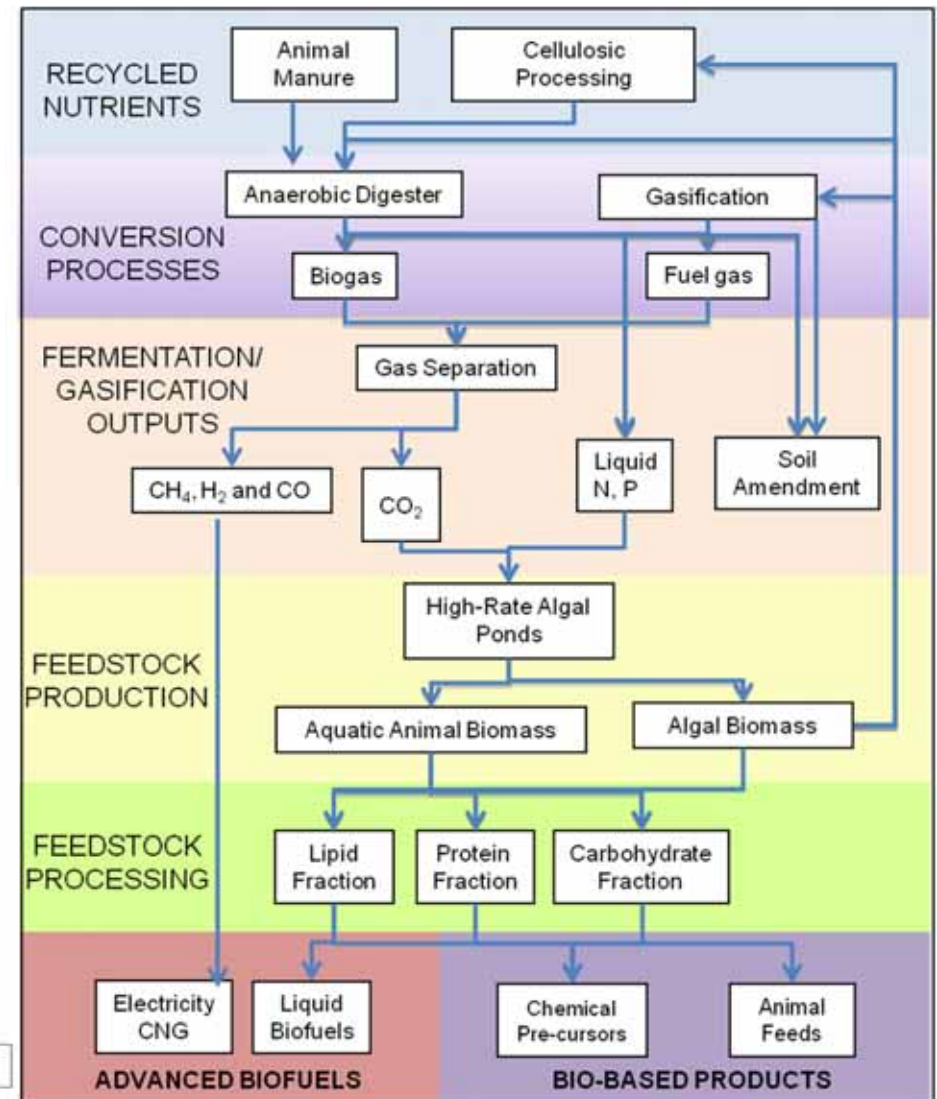 RECYCLED
NUTRIENTS
Animal
Manure
Cellulosic
Processing
CONVERSION
PROCESSES
Anaerobic Digester
Gasification
Biogas
Fuel gas
FERMENTATION/
GASIFICATION
OUTPUTS
Gas Separation
CH₄, H₂ and CO
CO₂
Liquid
N, P
Soil
Amendment
FEEDSTOCK
PRODUCTION
High-Rate Algal
Ponds
Aquatic Animal Biomass
Algal Biomass
FEEDSTOCK
PROCESSING
Lipid
Fraction
Protein
Fraction
Carbohydrate
Fraction
Electricity
CNG
Liquid
Biofuels
Chemical
Pre-cursors
Animal
Feeds
ADVANCED BIOFUELS
BIO-BASED PRODUCTS